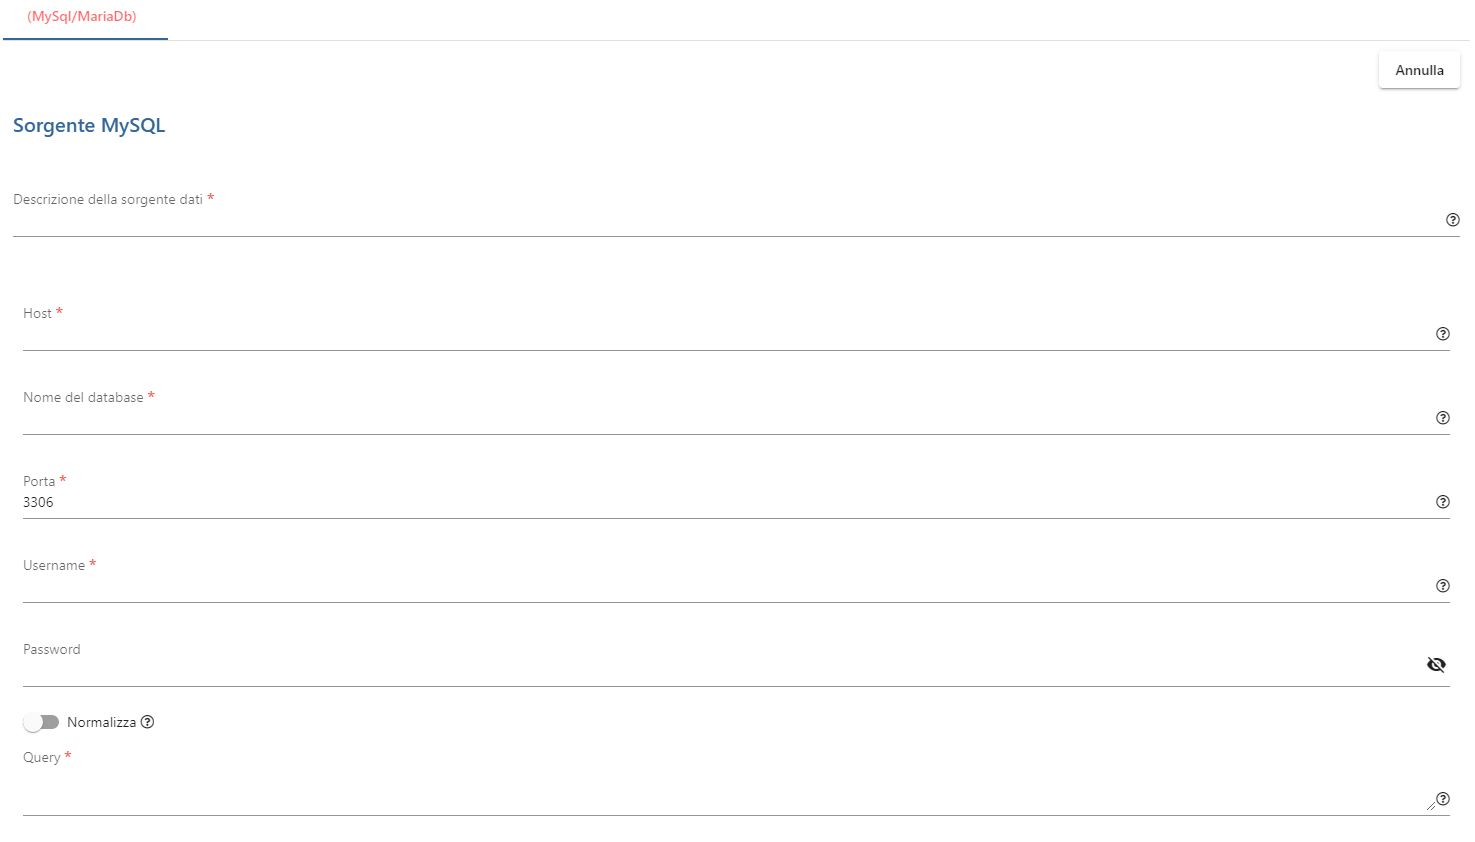 (MySql/MariaDb)
Annulla
Sorgente MySQL
Descrizione della sorgente dati *
Host *
Nome del database *
Porta *
3306
Username *
Password
Normalizza
Query *